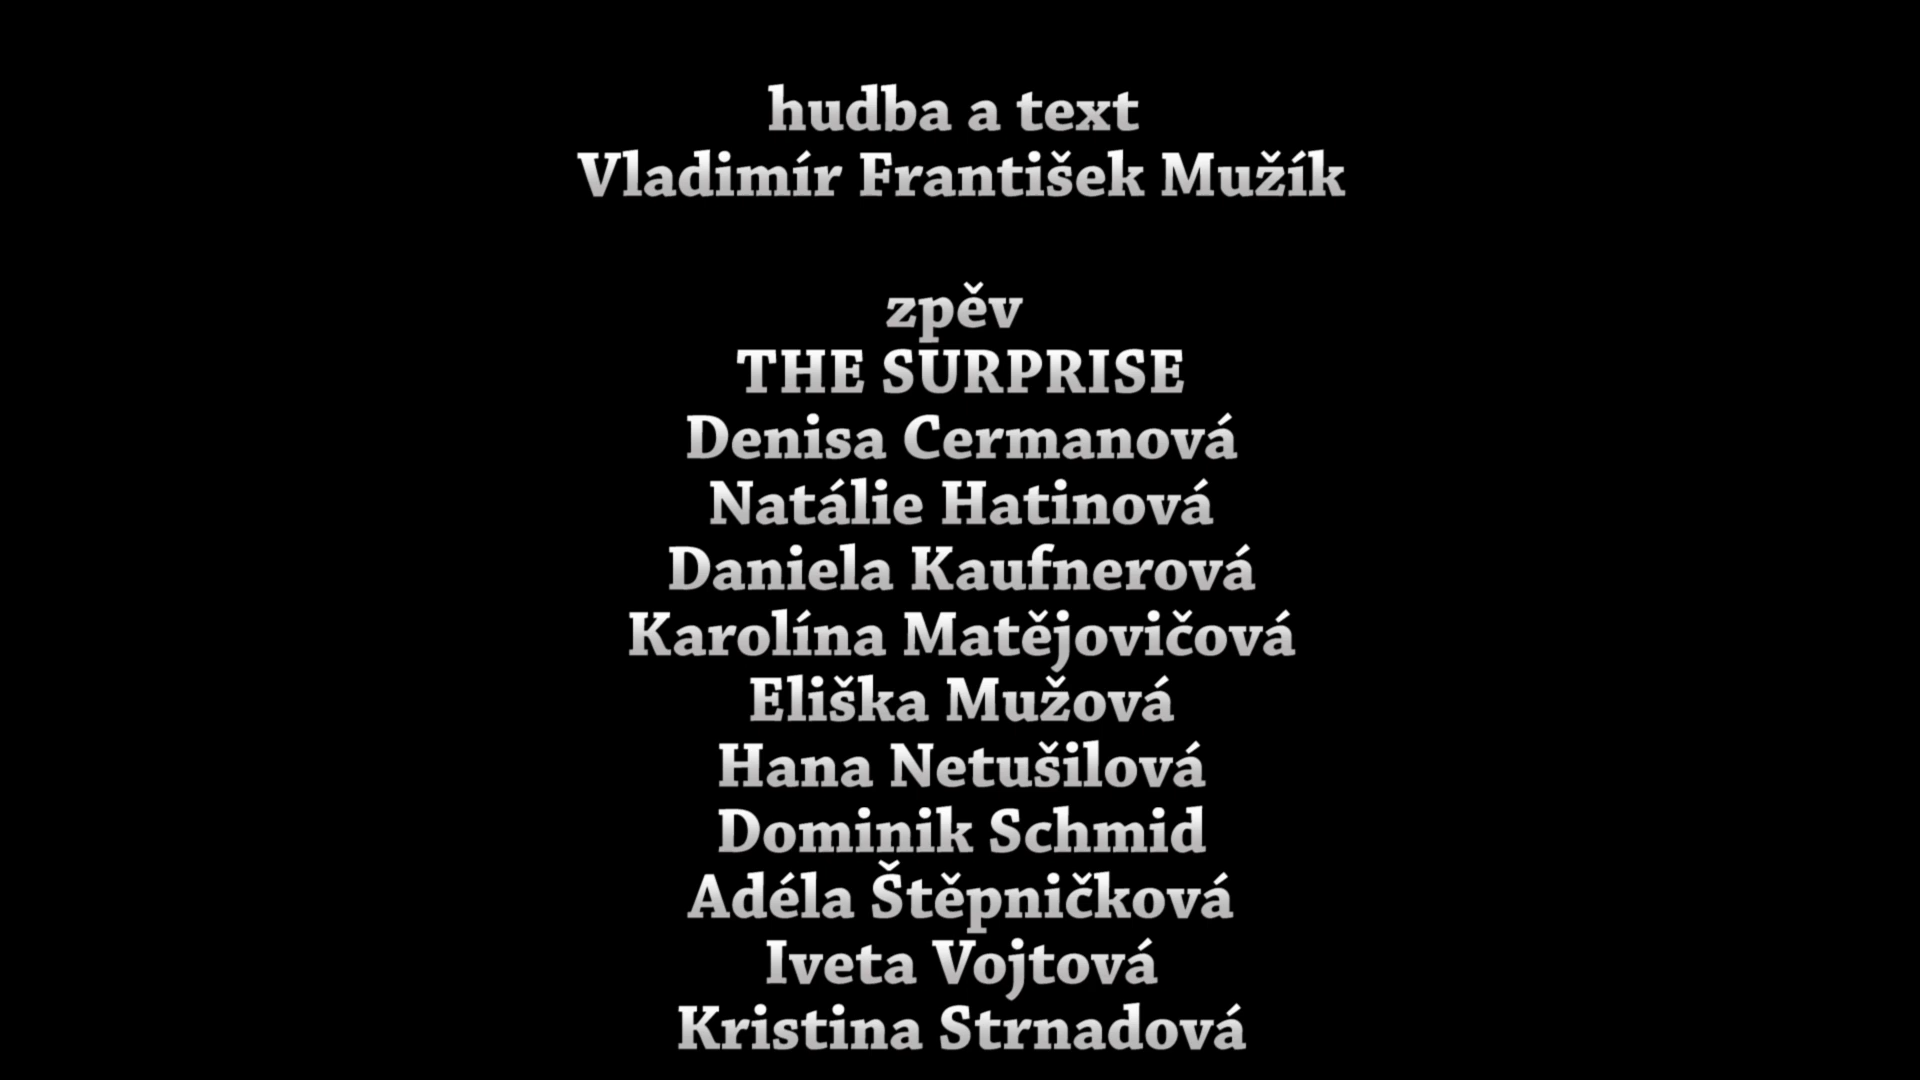 hudba a text
Vladimír František Mužík
zpěv
THE SURPRISE
Denisa Cermanová
Natálie Hatinová
Daniela Kaufnerová
Karolína Matějovičová
Eliška Mužová
Hana Netušilová
Dominik Schmid
Adéla Štěpničková
Iveta Vojtová
Kristina Strnadová